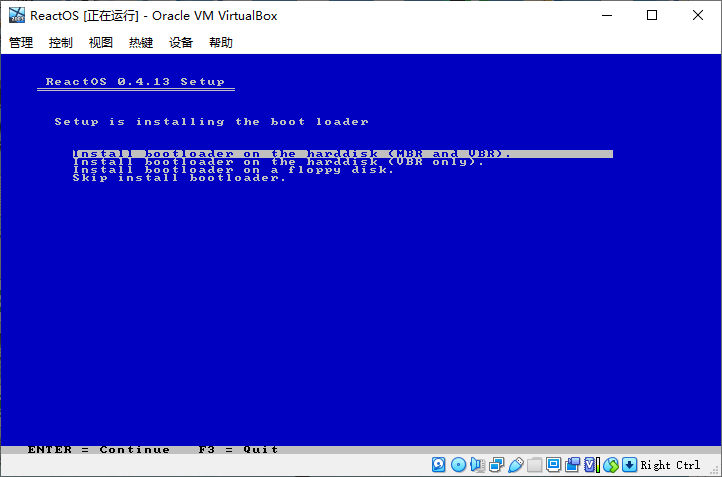 ReactOS [正在运行] - Oracle VM VirtualBox
管理 控制 视图 热键 设备 帮助
ReactOS 0.4.13 Setup
Setup is installing the boot loader
Install bootloader on the harddisk (MBR and VBR).
Install bootloader on the harddisk (VBR only).
Install bootloader on a floppy disk.
Skip install bootloader.
ENTER = Continue F3 = Quit
Right Ctrl